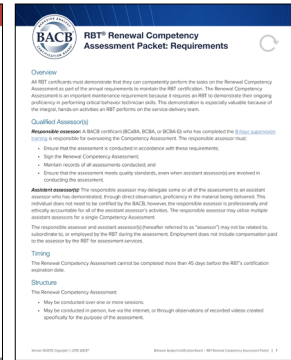 BACB®
RBT® Renewal Competency
Assessment Packet: Requirements
Overview
All RBT certificants must demonstrate that they can competently perform the tasks on the Renewal Competency
Assessment as part of the annual requirements to maintain the RBT certification. The Renewal Competency
Assessment is an important maintenance requirement because it requires an RBT to demonstrate their ongoing
proficiency in performing critical behavior technician skills. This demonstration is especially valuable because of
the integral, hands-on activities an RBT performs on the service-delivery team.
Qualified Assessor(s)
Responsible assessor: A BACB certificant (BCaBA, BCBA, or BCBA-D) who has completed the 8-hour supervision
training is responsible for overseeing the Competency Assessment. The responsible assessor must:
• Ensure that the assessment is conducted in accordance with these requirements;
• Sign the Renewal Competency Assessment;
• Maintain records of all assessments conducted; and
• Ensure that the assessment meets quality standards, even when assistant assessor(s) are involved in
conducting the assessment.
Assistant assessor(s): The responsible assessor may delegate some or all of the assessment to an assistant
assessor who has demonstrated, through direct observation, proficiency in the material being delivered. This
individual does not need to be certified by the BACB, however, the responsible assessor is professionally and
ethically accountable for all of the assistant assessor's activities. The responsible assessor may utilize multiple
assistant assessors for a single Competency Assessment.
The responsible assessor and assistant assessor(s) (hereafter referred to as "assessor") may not be related to,
subordinate to, or employed by the RBT during the assessment. Employment does not include compensation paid
to the assessor by the RBT for assessment services.
Timing
The Renewal Competency Assessment cannot be completed more than 45 days before the RBT's certification
expiration date.
Structure
The Renewal Competency Assessment:
• May be conducted over one or more sessions.
• May be conducted in person, live via the internet, or through observations of recorded videos created
specifically for the purpose of the assessment.
Behavior Analyst Certification Board | RBT Renewal Competency Assessment Packet | 1